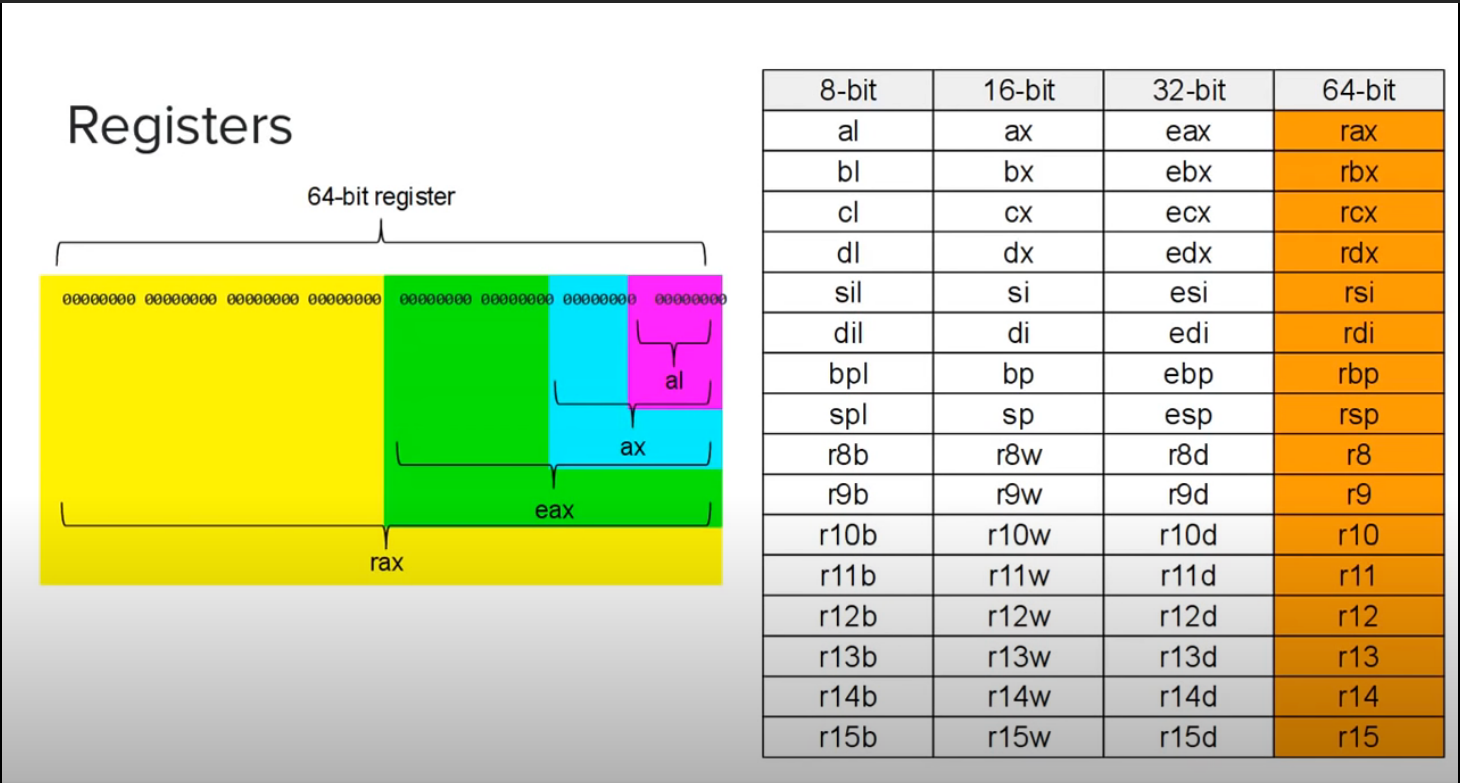 Registers
64-bit register
00000000 00000000 00000000 00000000 00000000 00000000 00000000 00000000
al
ax
eax
rax
8-bit 16-bit 32-bit 64-bit
al ax eax rax
bl bx ebx rbx
cl cx ecx rcx
dl dx edx rdx
sil si esi rsi
dil di edi rdi
bpl bp ebp rbp
spl sp esp rsp
r8b r8w r8d r8
r9b r9w r9d r9
r10b r10w r10d r10
r11b r11w r11d r11
r12b r12w r12d r12
r13b r13w r13d r13
r14b r14w r14d r14
r15b r15w r15d r15